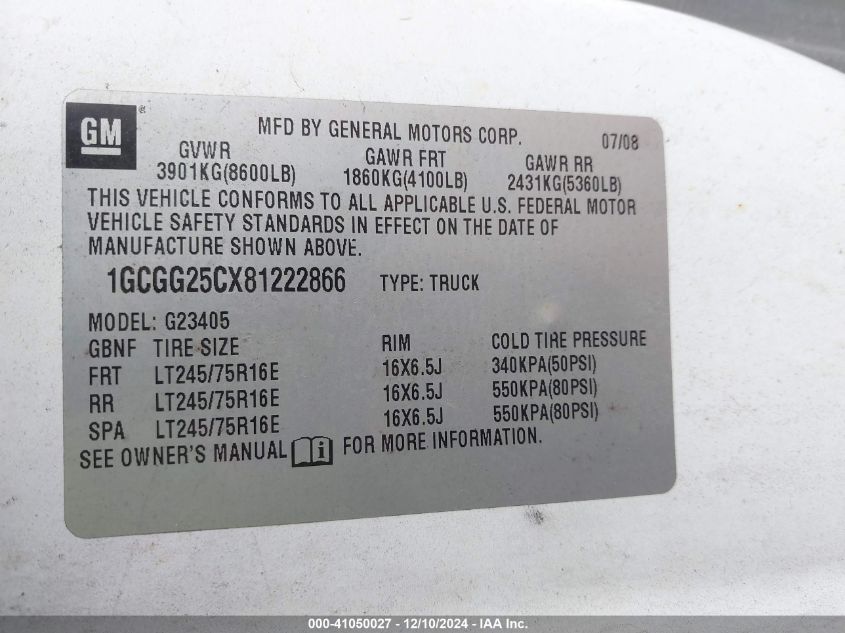 GM ®
MFD BY GENERAL MOTORS CORP. 07/08
GVWR GAWR FRT GAWR RR
3901KG(8600LB) 1860KG(4100LB) 2431KG(5360LB)
THIS VEHICLE CONFORMS TO ALL APPLICABLE U.S. FEDERAL MOTOR
VEHICLE SAFETY STANDARDS IN EFFECT ON THE DATE OF
MANUFACTURE SHOWN ABOVE.
1GCGG25CX81222866 TYPE: TRUCK
MODEL: G23405
GBNF TIRE SIZE RIM COLD TIRE PRESSURE
FRT LT245/75R16E 16X6.5J 340KPA(50PSI)
RR LT245/75R16E 16X6.5J 550KPA(80PSI)
SPA LT245/75R16E 16X6.5J 550KPA(80PSI)
SEE OWNER'S MANUAL i FOR MORE INFORMATION.
000-41050027 - 12/10/2024 - IAA Inc.